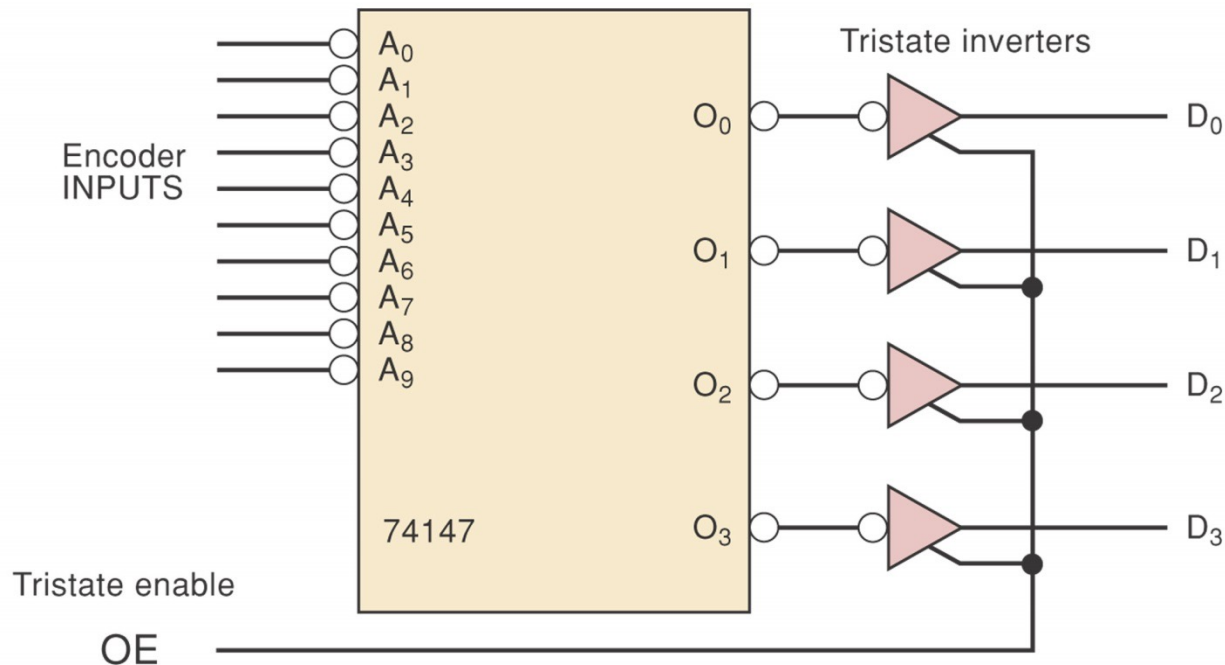 Tristate inverters
Encoder
INPUTS
A₀
A₁
A₂
A₃
A₄
A₅
A₆
A₇
A₈
A₉
O₀
O₁
O₂
O₃
D₀
D₁
D₂
D₃
74147
Tristate enable
OE